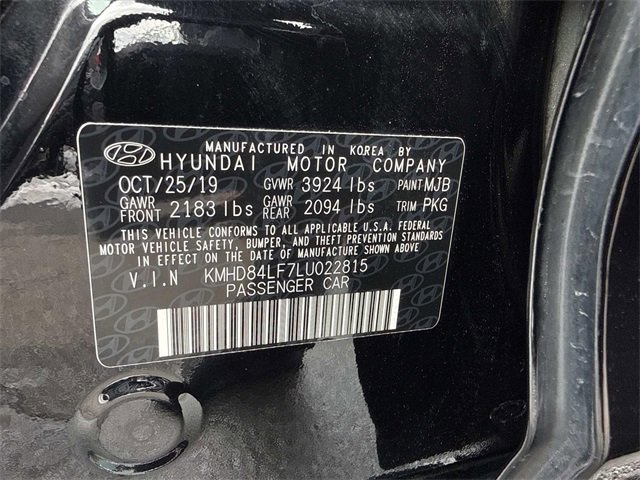 MANUFACTURED IN KOREA BY
HYUNDAI MOTOR COMPANY
OCT/25/19 GVWR 3924 lbs PAINT MJB
GAWR FRONT 2183 lbs GAWR REAR 2094 lbs TRIM PKG
THIS VEHICLE CONFORMS TO ALL APPLICABLE U.S.A. FEDERAL
MOTOR VEHICLE SAFETY, BUMPER, AND THEFT PREVENTION STANDARDS
IN EFFECT ON THE DATE OF MANUFACTURE SHOWN ABOVE.
V.I.N KMHD84LF7LU022815
PASSENGER CAR